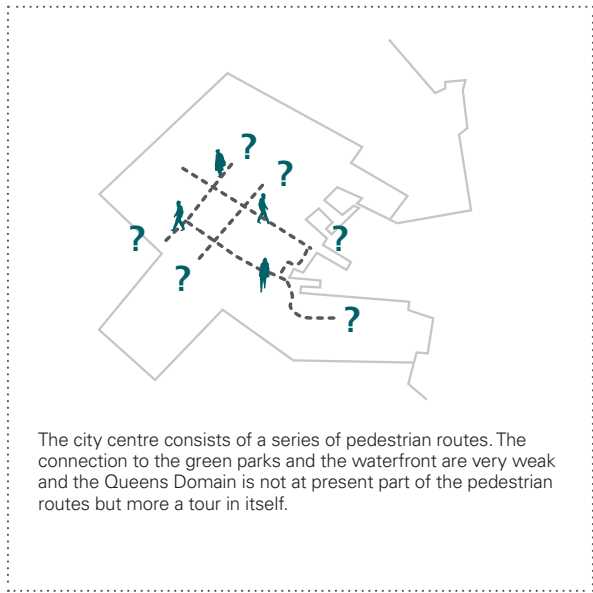 ?
?
?
?
?
?
The city centre consists of a series of pedestrian routes. The
connection to the green parks and the waterfront are very weak
and the Queens Domain is not at present part of the pedestrian
routes but more a tour in itself.